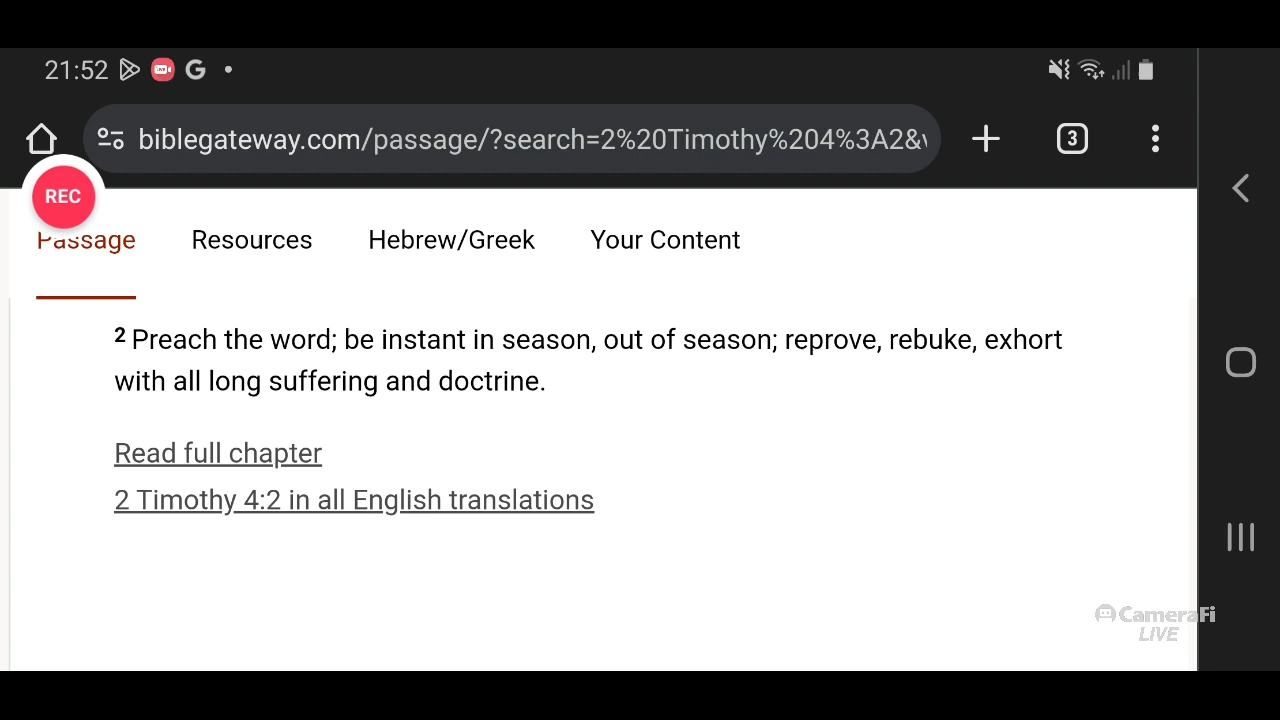 21:52
biblegateway.com/passage/?search=2%20Timothy%204%3A2&v
3
REC
Passage Resources Hebrew/Greek Your Content
2 Preach the word; be instant in season, out of season; reprove, rebuke, exhort
with all long suffering and doctrine.
Read full chapter
2 Timothy 4:2 in all English translations
CameraFi
LIVE